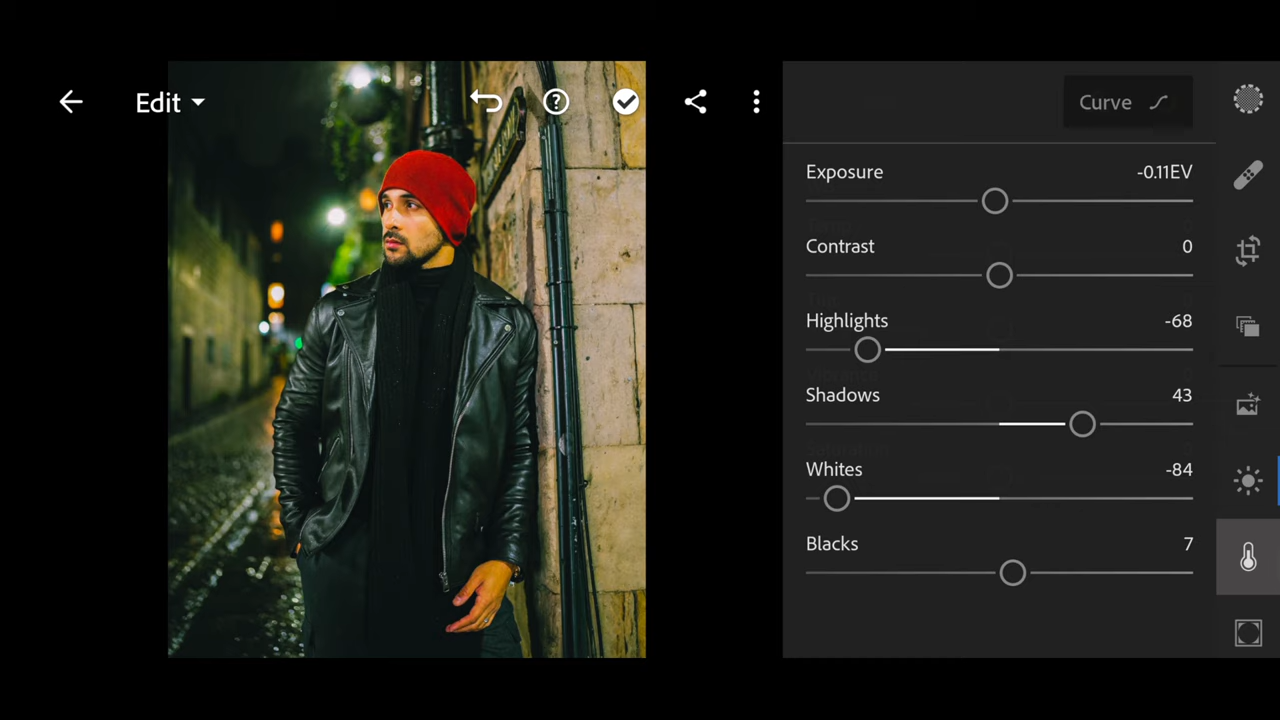 Edit
Curve
Exposure -0.11EV
Contrast 0
Highlights -68
Shadows 43
Whites -84
Blacks 7